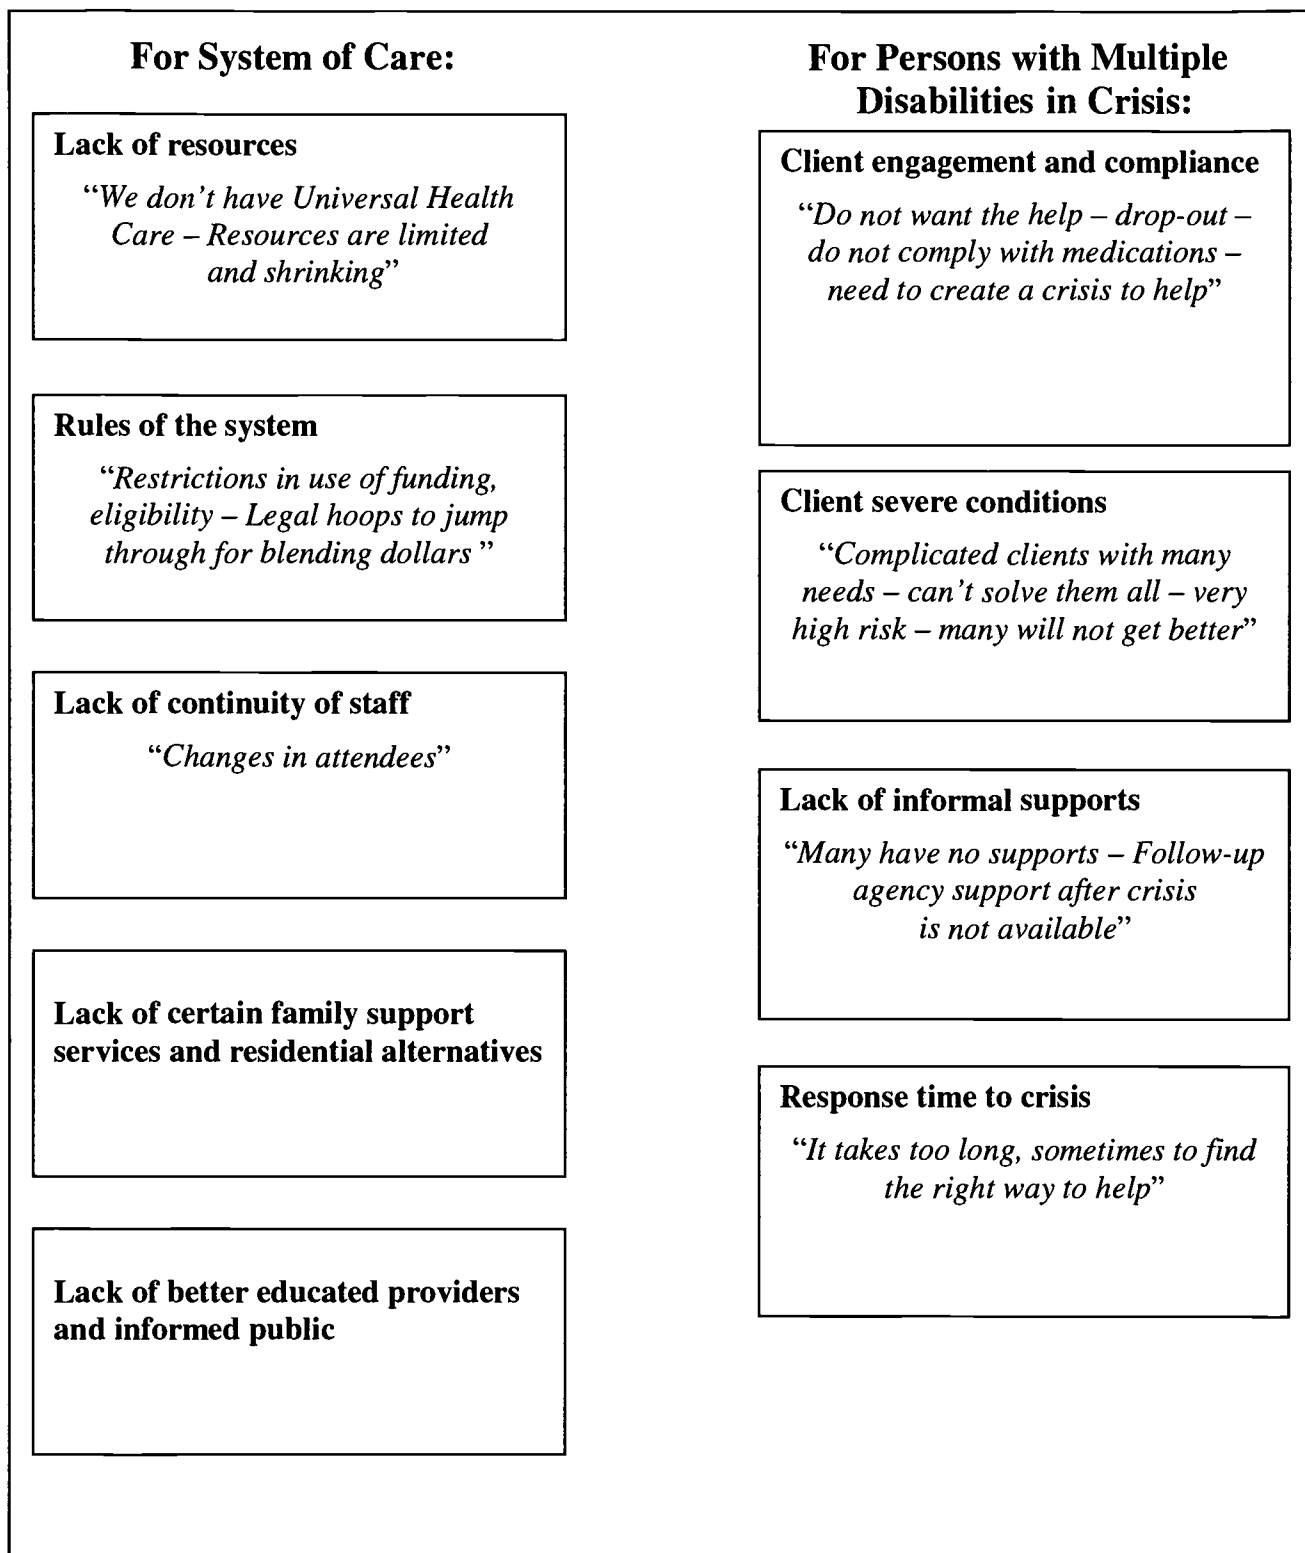 For System of Care:
Lack of resources
“We don’t have Universal Health
Care – Resources are limited
and shrinking”
Rules of the system
“Restrictions in use of funding,
eligibility – Legal hoops to jump
through for blending dollars ”
Lack of continuity of staff
“Changes in attendees”
Lack of certain family support
services and residential alternatives
Lack of better educated providers
and informed public
For Persons with Multiple
Disabilities in Crisis:
Client engagement and compliance
“Do not want the help – drop-out –
do not comply with medications –
need to create a crisis to help”
Client severe conditions
“Complicated clients with many
needs – can’t solve them all – very
high risk – many will not get better”
Lack of informal supports
“Many have no supports – Follow-up
agency support after crisis
is not available”
Response time to crisis
“It takes too long, sometimes to find
the right way to help”